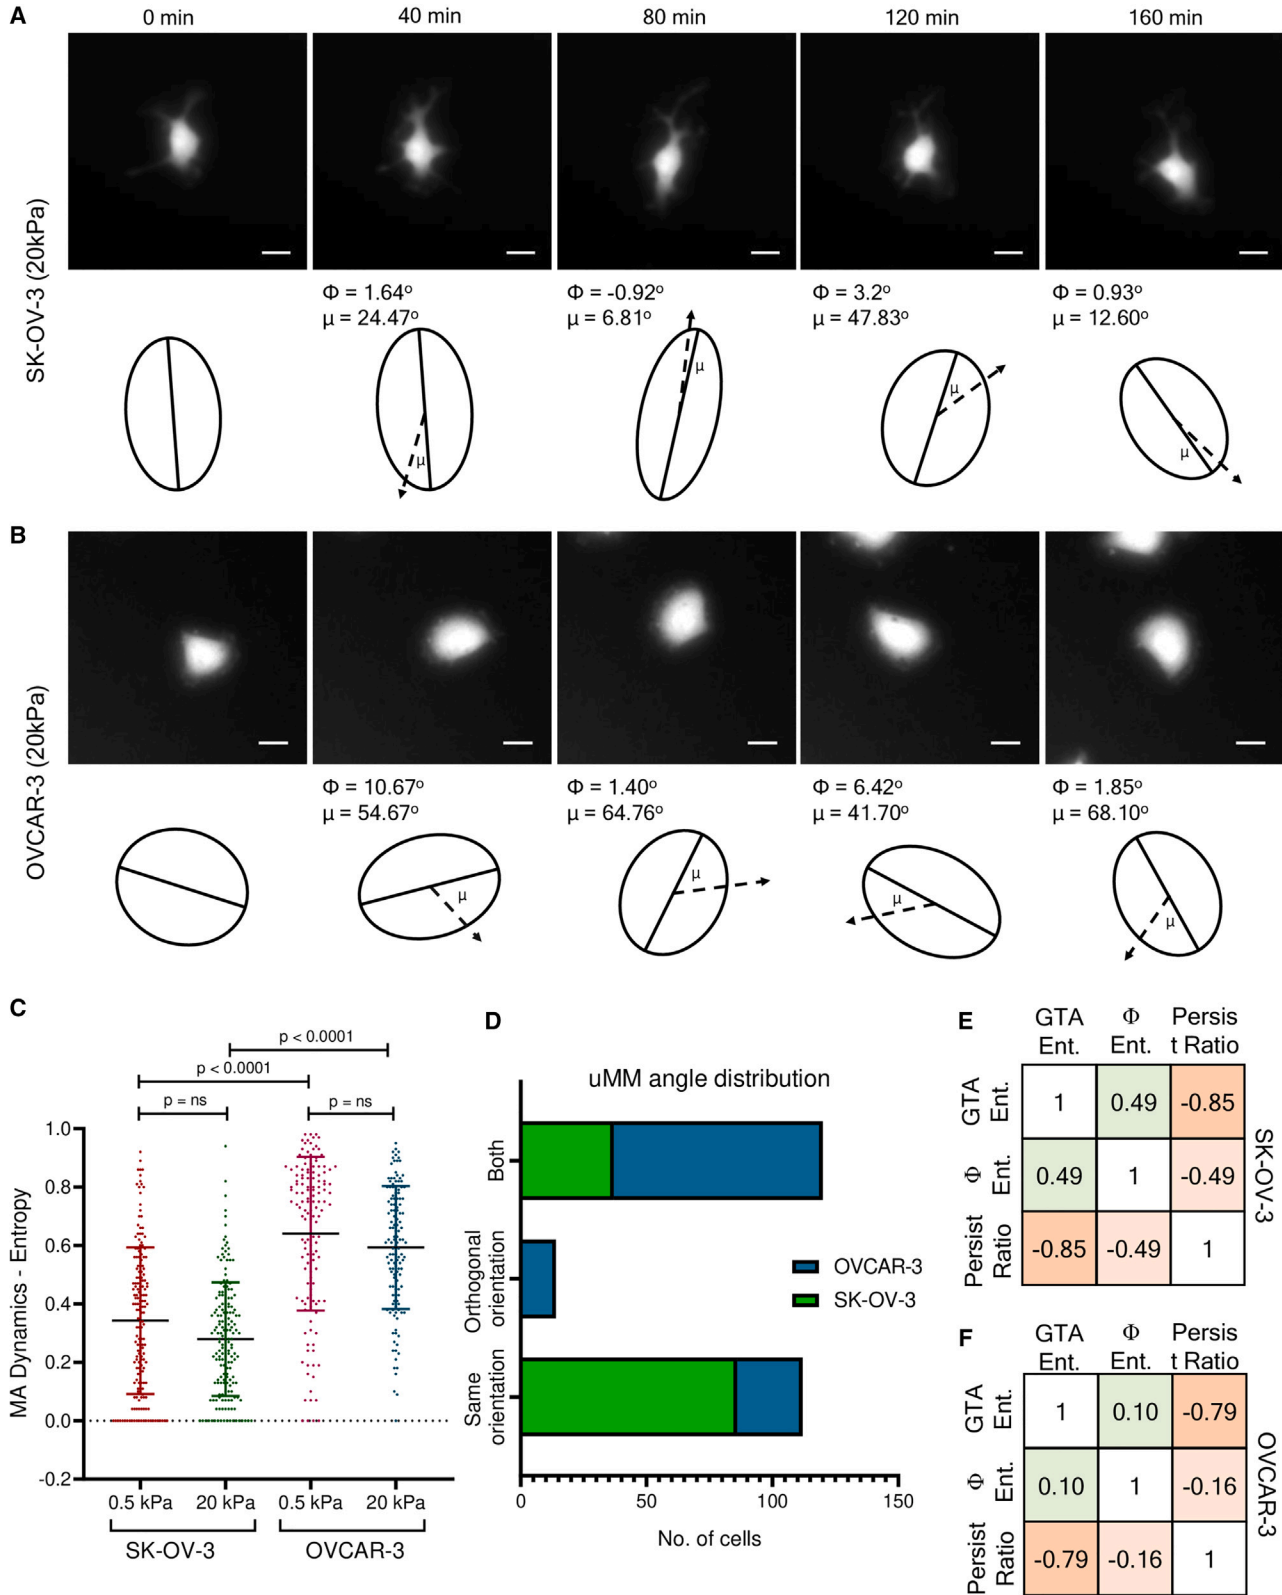 A
0 min 40 min 80 min 120 min 160 min
SK-OV-3 (20kPa)
Φ = 1.64° Φ = -0.92° Φ = 3.2° Φ = 0.93°
μ = 24.47° μ = 6.81° μ = 47.83° μ = 12.60°
μ μ μ μ
B
OVCAR-3 (20kPa)
Φ = 10.67° Φ = 1.40° Φ = 6.42° Φ = 1.85°
μ = 54.67° μ = 64.76° μ = 41.70° μ = 68.10°
μ μ μ μ
C
p < 0.0001
p < 0.0001
p = ns p = ns
MA Dynamics - Entropy
1.0
0.8
0.6
0.4
0.2
0.0
-0.2
0.5 kPa 20 kPa 0.5 kPa 20 kPa
SK-OV-3 OVCAR-3
D
uMM angle distribution
Both
Orthogonal
orientation
Same
orientation
OVCAR-3
SK-OV-3
0 50 100 150
No. of cells
E
GTA Φ Persis
Ent. Ent. t Ratio
GTA
Ent.
1 0.49 -0.85
Φ
Ent.
0.49 1 -0.49
Persist
Ratio
-0.85 -0.49 1
SK-OV-3
F
GTA Φ Persis
Ent. Ent. t Ratio
GTA
Ent.
1 0.10 -0.79
Φ
Ent.
0.10 1 -0.16
Persist
Ratio
-0.79 -0.16 1
OVCAR-3